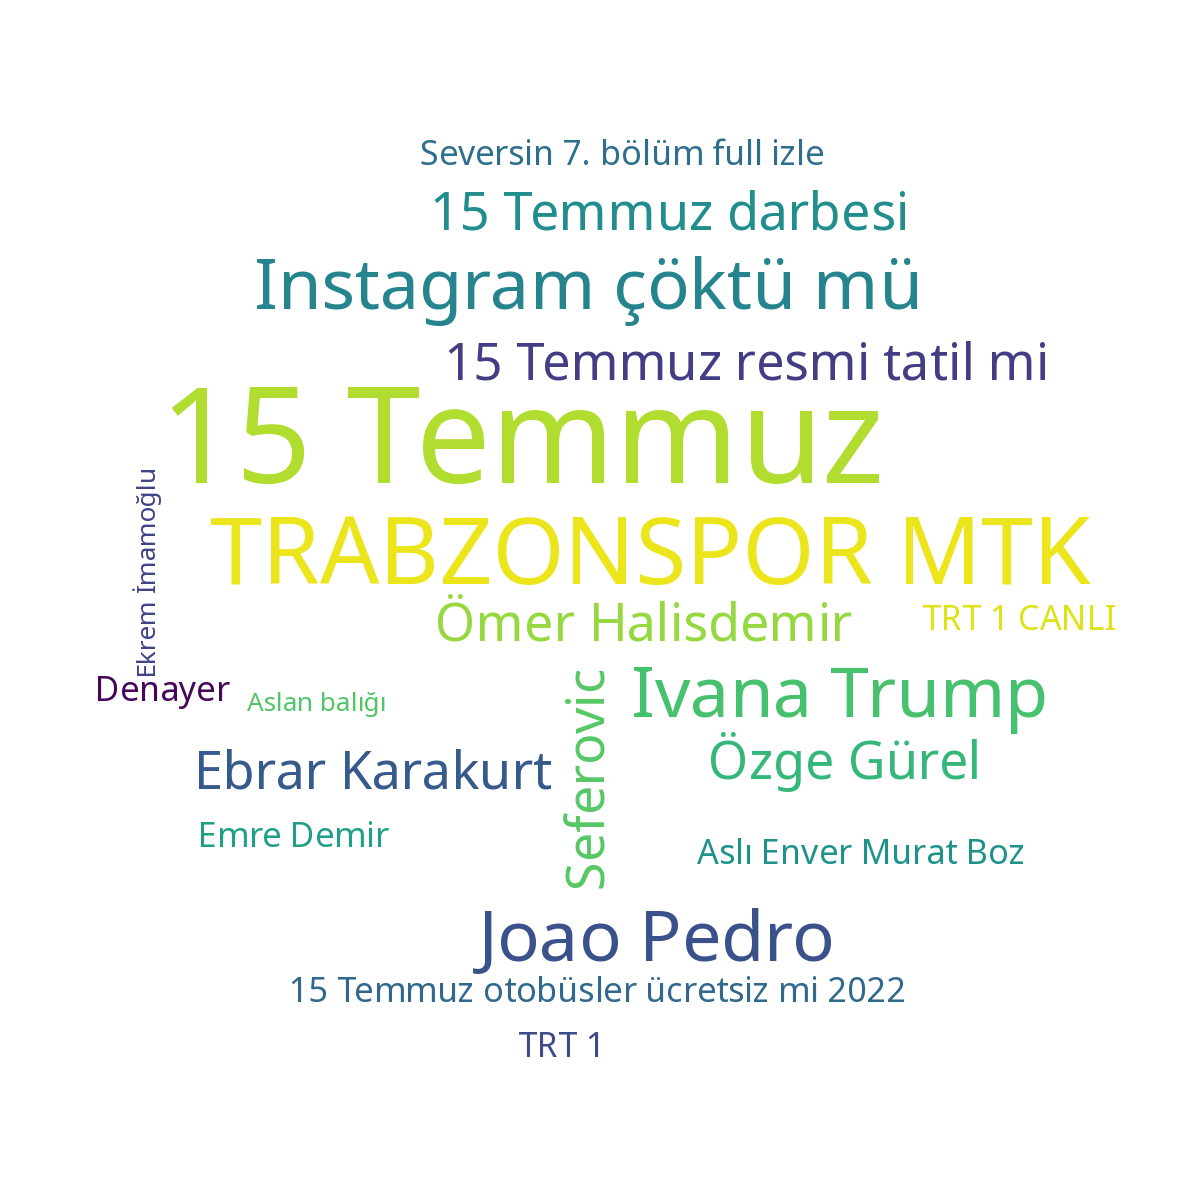 Seversin 7. bölüm full izle
15 Temmuz darbesi
Instagram çöktü mü
15 Temmuz resmi tatil mi
15 Temmuz
Ekrem İmamoğlu
TRABZONSPOR MTK
Ömer Halisdemir
TRT 1 CANLI
Denayer
Aslan balığı
Seferovic
Ivana Trump
Özge Gürel
Ebrar Karakurt
Emre Demir
Aslı Enver Murat Boz
Joao Pedro
15 Temmuz otobüsler ücretsiz mi 2022
TRT 1